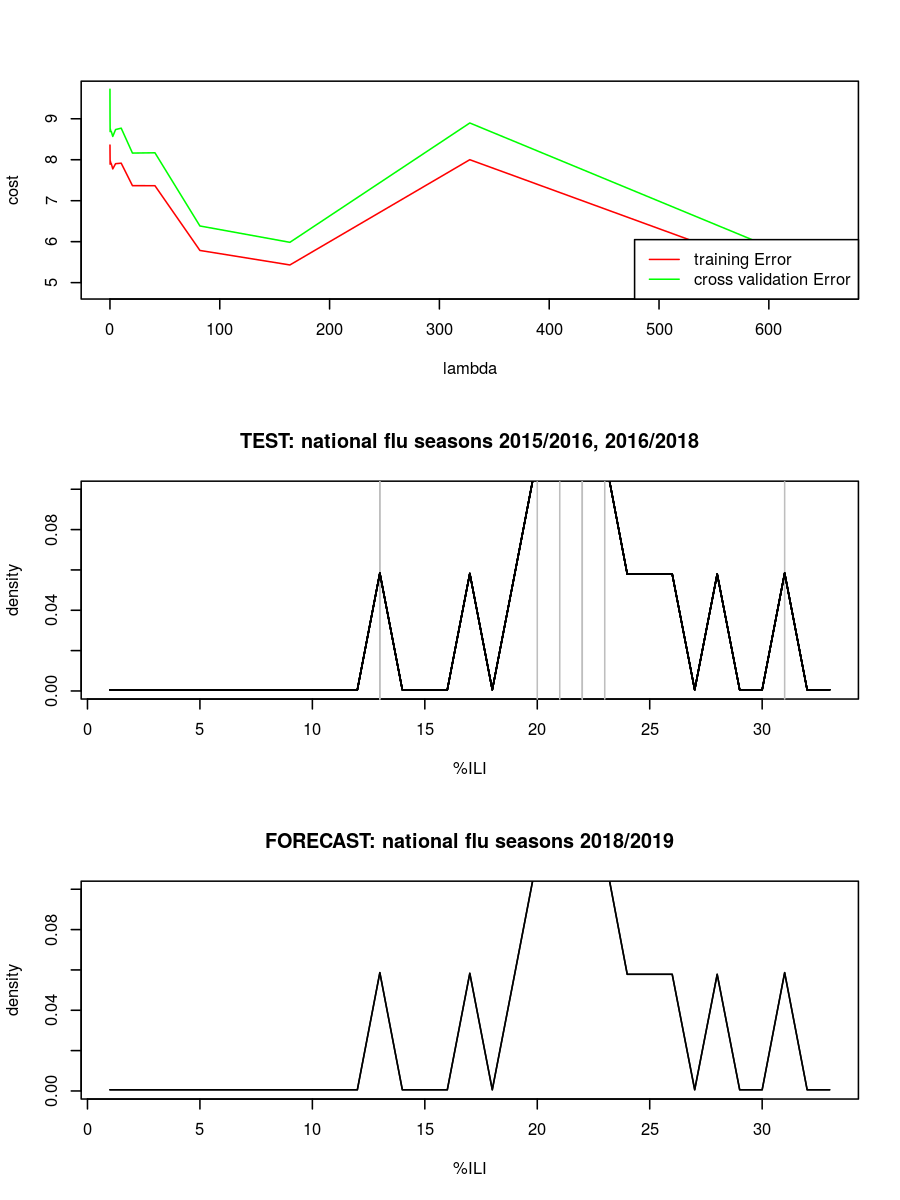 cost
9
8
7
6
5
training Error
cross validation Error
0 100 200 300 400 500 600
lambda
TEST: national flu seasons 2015/2016, 2016/2018
density
0.08
0.04
0.00
0 5 10 15 20 25 30
%ILI
FORECAST: national flu seasons 2018/2019
density
0.08
0.04
0.00
0 5 10 15 20 25 30
%ILI